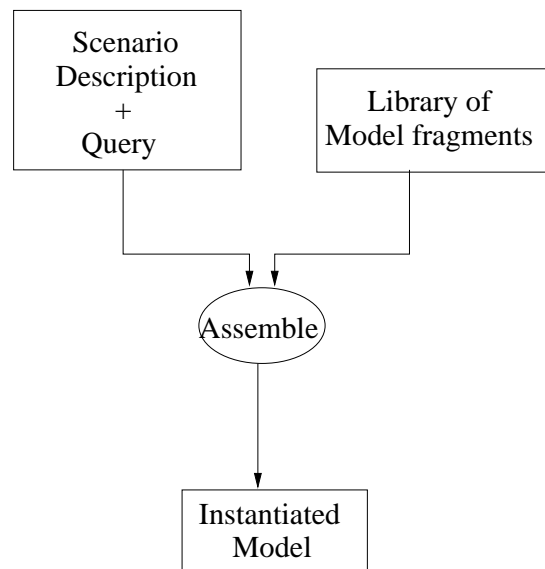 Scenario
Description
+
Query
Library of
Model fragments
Assemble
Instantiated
Model